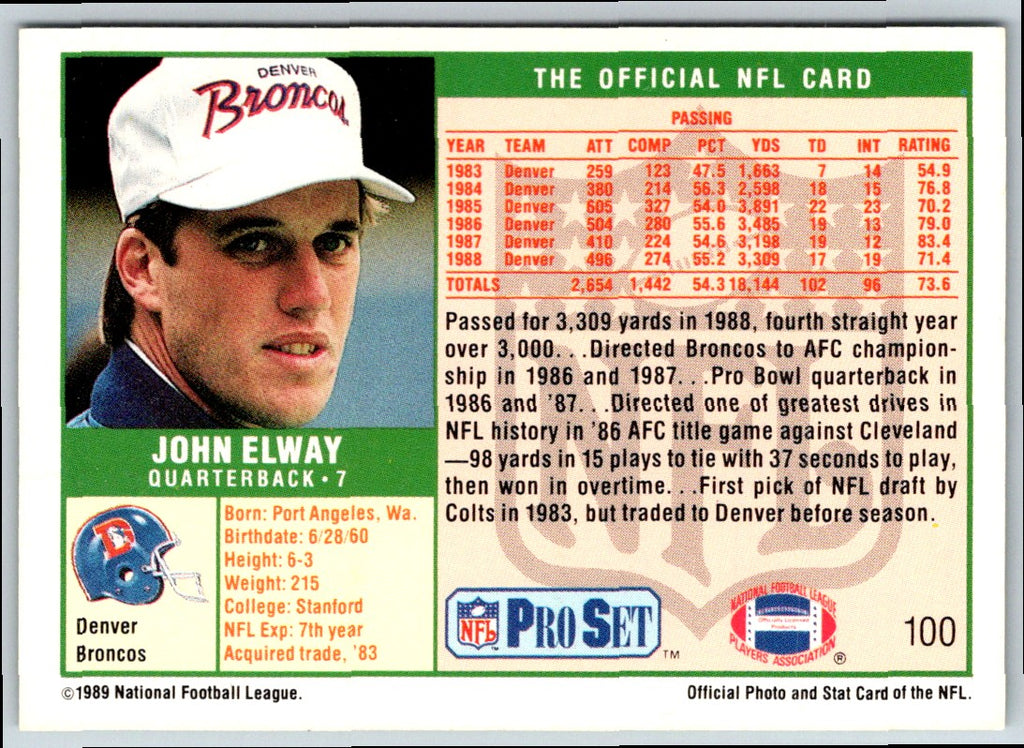 DENVER
Broncos
THE OFFICIAL NFL CARD
PASSING
YEAR TEAM ATT COMP PCT YDS TD INT RATING
1983 Denver 259 123 47.5 1,663 7 14 54.9
1984 Denver 380 214 56.3 2,598 18 15 76.8
1985 Denver 605 327 54.0 3,891 22 23 70.2
1986 Denver 504 280 55.6 3,485 19 13 79.0
1987 Denver 410 224 54.6 3,198 19 12 83.4
1988 Denver 496 274 55.2 3,309 17 19 71.4
TOTALS 2,654 1,442 54.3 18,144 102 96 73.6
Passed for 3,309 yards in 1988, fourth straight year
over 3,000. . .Directed Broncos to AFC champion-
ship in 1986 and 1987. . .Pro Bowl quarterback in
1986 and '87. . .Directed one of greatest drives in
NFL history in '86 AFC title game against Cleveland
—98 yards in 15 plays to tie with 37 seconds to play,
then won in overtime. . .First pick of NFL draft by
Colts in 1983, but traded to Denver before season.
JOHN ELWAY
QUARTERBACK • 7
D
Denver
Broncos
Born: Port Angeles, Wa.
Birthdate: 6/28/60
Height: 6-3
Weight: 215
College: Stanford
NFL Exp: 7th year
Acquired trade, '83
NFL
NFL PRO SET ™
NATIONAL FOOTBALL LEAGUE
Officially Licensed
Products
PLAYERS ASSOCIATION ®
100
©1989 National Football League.
Official Photo and Stat Card of the NFL.